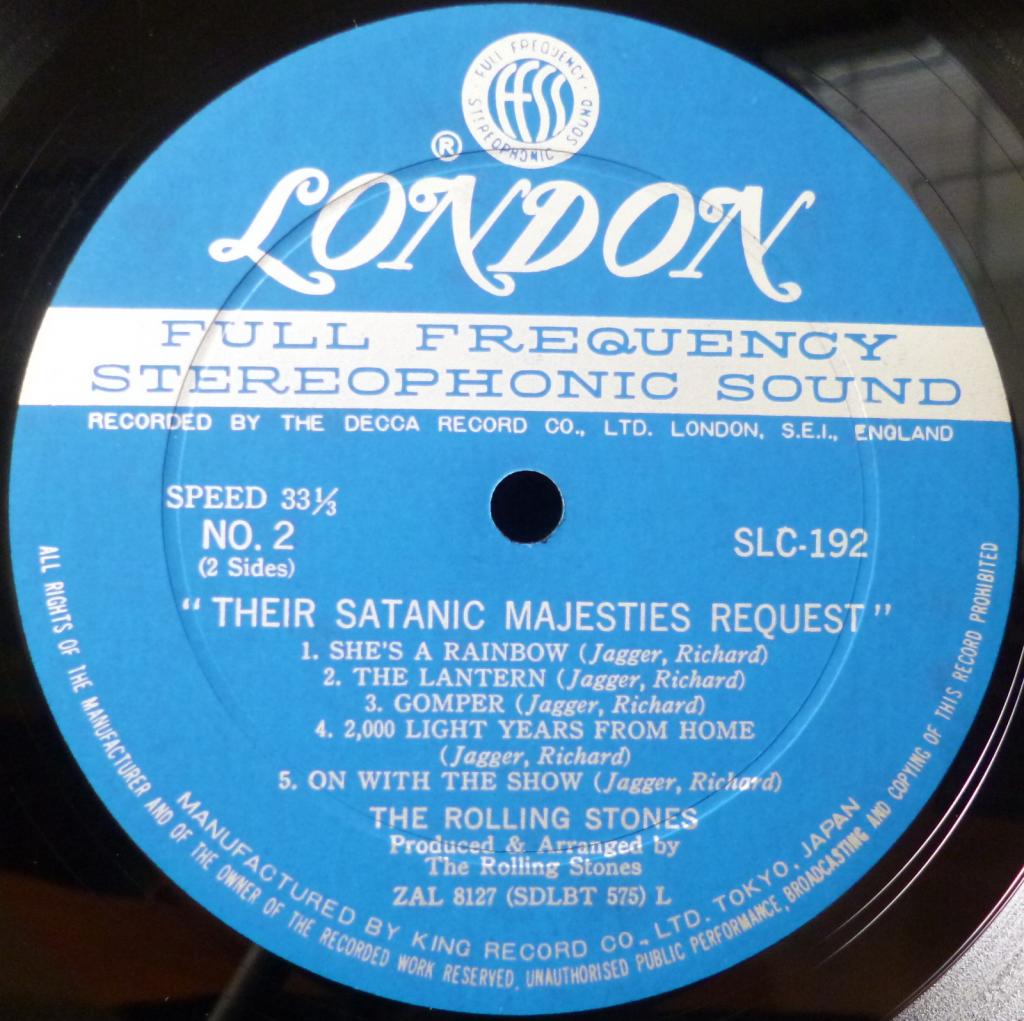 FULL FREQUENCY
STEREOPHONIC SOUND
ffss
®
LONDON
FULL FREQUENCY
STEREOPHONIC SOUND
RECORDED BY THE DECCA RECORD CO., LTD. LONDON, S.E.I., ENGLAND
SPEED 33⅓
NO. 2
(2 Sides)
SLC-192
"THEIR SATANIC MAJESTIES REQUEST"
1. SHE'S A RAINBOW (Jagger, Richard)
2. THE LANTERN (Jagger, Richard)
3. GOMPER (Jagger, Richard)
4. 2,000 LIGHT YEARS FROM HOME
(Jagger, Richard)
5. ON WITH THE SHOW (Jagger, Richard)
THE ROLLING STONES
Produced & Arranged by
The Rolling Stones
ZAL 8127 (SDLBT 575) L
MANUFACTURED BY KING RECORD CO., LTD. TOKYO, JAPAN
ALL RIGHTS OF THE MANUFACTURER AND OF THE OWNER OF THE RECORDED WORK RESERVED, UNAUTHORISED PUBLIC PERFORMANCE, BROADCASTING AND COPYING OF THIS RECORD PROHIBITED